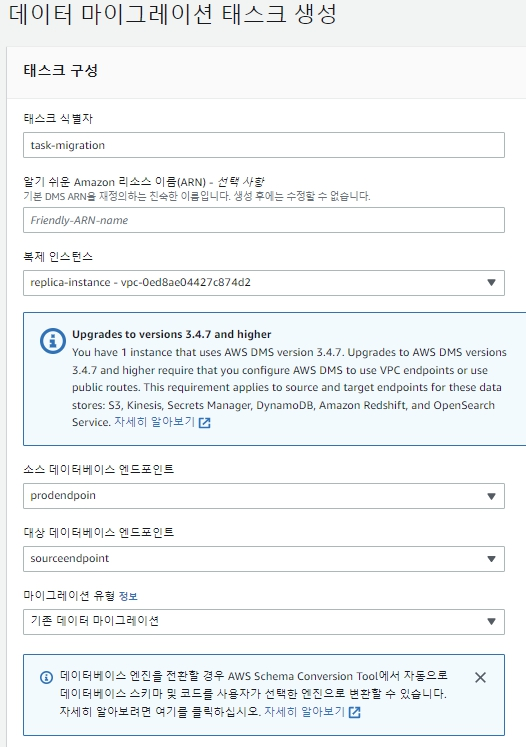 데이터 마이그레이션 태스크 생성
태스크 구성
태스크 식별자
task-migration
알기 쉬운 Amazon 리소스 이름(ARN) - 선택 사항
기본 DMS ARN을 재정의하는 친숙한 이름입니다. 생성 후에는 수정할 수 없습니다.
Friendly-ARN-name
복제 인스턴스
replica-instance - vpc-0ed8ae04427c874d2
Upgrades to versions 3.4.7 and higher
You have 1 instance that uses AWS DMS version 3.4.7. Upgrades to AWS DMS versions
3.4.7 and higher require that you configure AWS DMS to use VPC endpoints or use
public routes. This requirement applies to source and target endpoints for these data
stores: S3, Kinesis, Secrets Manager, DynamoDB, Amazon Redshift, and OpenSearch
Service. 자세히 알아보기
소스 데이터베이스 엔드포인트
prodendpoin
대상 데이터베이스 엔드포인트
sourceendpoint
마이그레이션 유형 정보
기존 데이터 마이그레이션
데이터베이스 엔진을 전환할 경우 AWS Schema Conversion Tool에서 자동으로
데이터베이스 스키마 및 코드를 사용자가 선택한 엔진으로 변환할 수 있습니다.
자세히 알아보려면 여기를 클릭하십시오. 자세히 알아보기